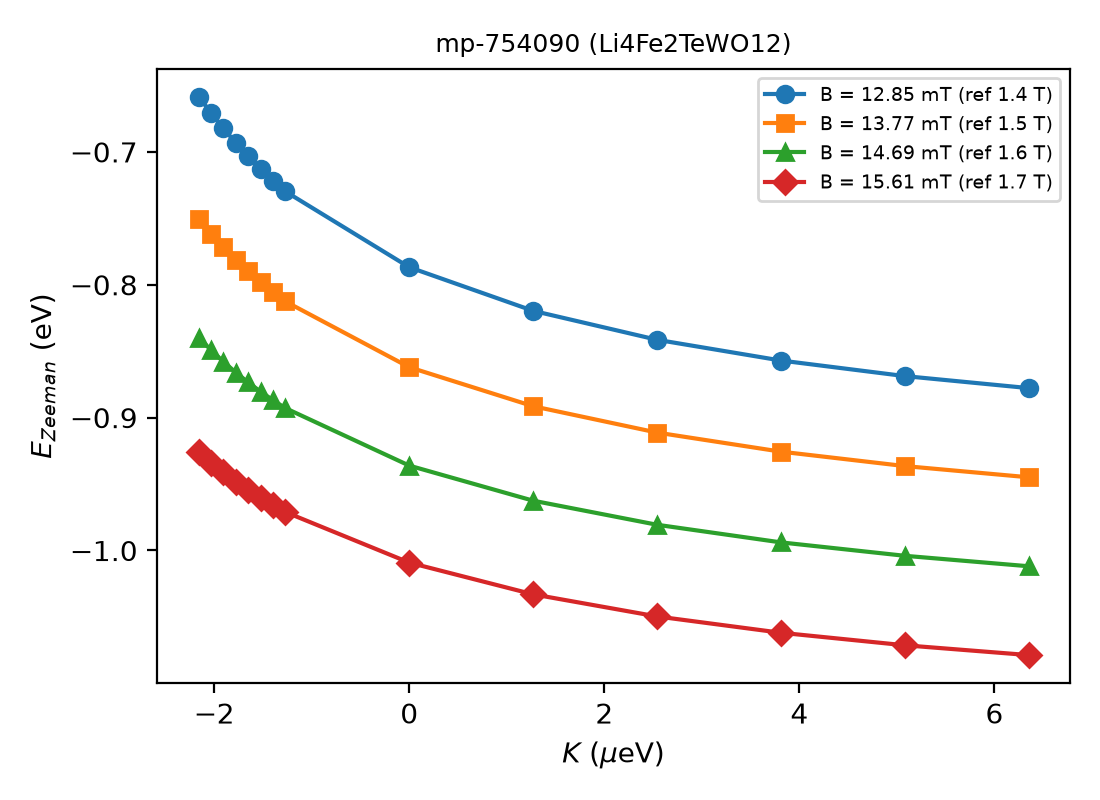 mp-754090 (Li4Fe2TeWO12)
B = 12.85 mT (ref 1.4 T)
B = 13.77 mT (ref 1.5 T)
B = 14.69 mT (ref 1.6 T)
B = 15.61 mT (ref 1.7 T)
−0.7
−0.8
−0.9
−1.0
E_Zeeman (eV)
−2 0 2 4 6
K (μeV)